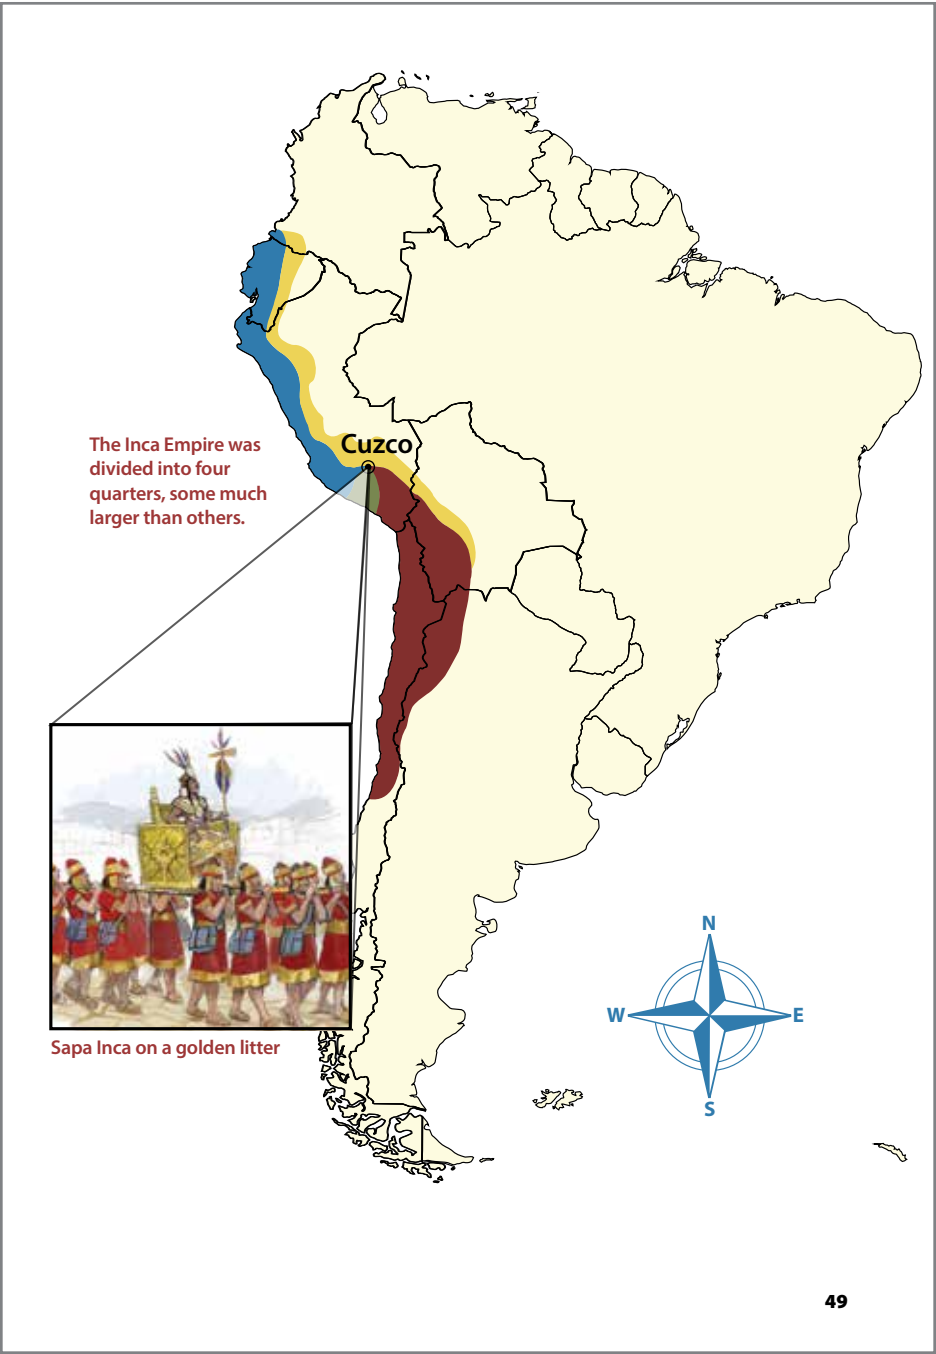 Cuzco
The Inca Empire was
divided into four
quarters, some much
larger than others.
N
W
E
S
Sapa Inca on a golden litter
49